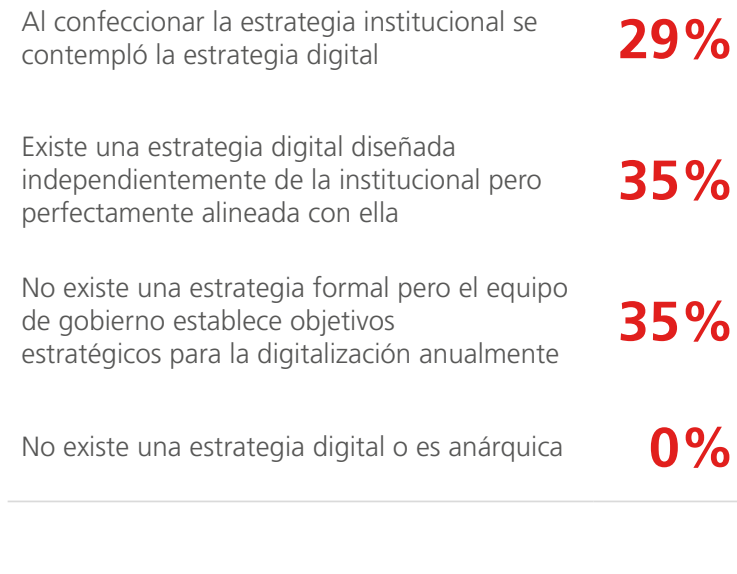 Al confeccionar la estrategia institucional se
contempló la estrategia digital
29%
Existe una estrategia digital diseñada
independientemente de la institucional pero
perfectamente alineada con ella
35%
No existe una estrategia formal pero el equipo
de gobierno establece objetivos
estratégicos para la digitalización anualmente
35%
No existe una estrategia digital o es anárquica
0%